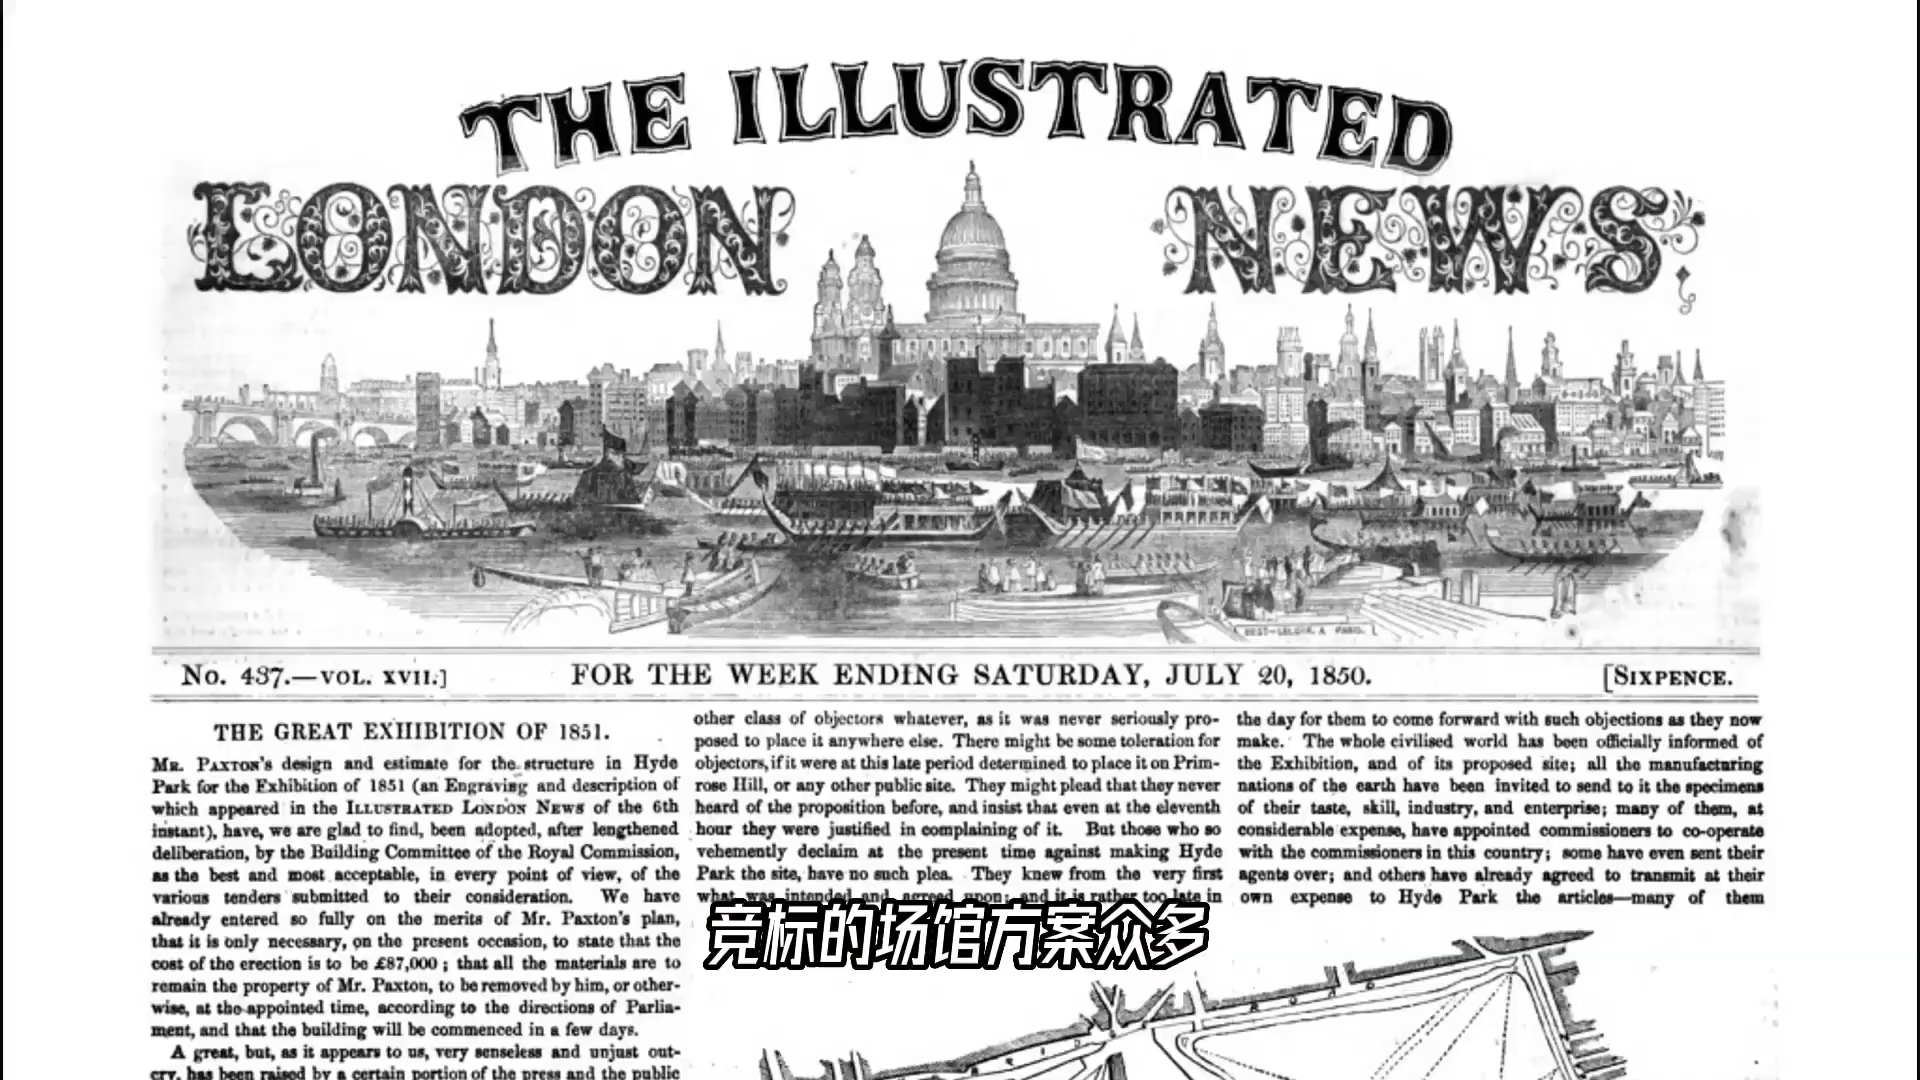 THE ILLUSTRATED
LONDON NEWS
No. 437.—VOL. XVII.]
FOR THE WEEK ENDING SATURDAY, JULY 20, 1850.
[SIXPENCE.
THE GREAT EXHIBITION OF 1851.
MR. PAXTON'S design and estimate for the structure in Hyde
Park for the Exhibition of 1851 (an Engraving and description of
which appeared in the ILLUSTRATED LONDON NEWS of the 6th
instant), have, we are glad to find, been adopted, after lengthened
deliberation, by the Building Committee of the Royal Commission,
as the best and most acceptable, in every point of view, of the
various tenders submitted to their consideration. We have
already entered so fully on the merits of Mr. Paxton's plan,
that it is only necessary, on the present occasion, to state that the
cost of the erection is to be £87,000; that all the materials are to
remain the property of Mr. Paxton, to be removed by him, or other-
wise, at the appointed time, according to the directions of Parlia-
ment, and that the building will be commenced in a few days.
A great, but, as it appears to us, very senseless and unjust out-
cry, has been raised by a certain portion of the press and the public
other class of objectors whatever, as it was never seriously pro-
posed to place it anywhere else. There might be some toleration for
objectors, if it were at this late period determined to place it on Prim-
rose Hill, or any other public site. They might plead that they never
heard of the proposition before, and insist that even at the eleventh
hour they were justified in complaining of it. But those who so
vehemently declaim at the present time against making Hyde
Park the site, have no such plea. They knew from the very first
what was intended and agreed upon; and it is rather too late in
the day for them to come forward with such objections as they now
make. The whole civilised world has been officially informed of
the Exhibition, and of its proposed site; all the manufacturing
nations of the earth have been invited to send to it the specimens
of their taste, skill, industry, and enterprise; many of them, at
considerable expense, have appointed commissioners to co-operate
with the commissioners in this country; some have even sent their
agents over; and others have already agreed to transmit at their
own expense to Hyde Park the articles—many of them
竞标的场馆方案众多